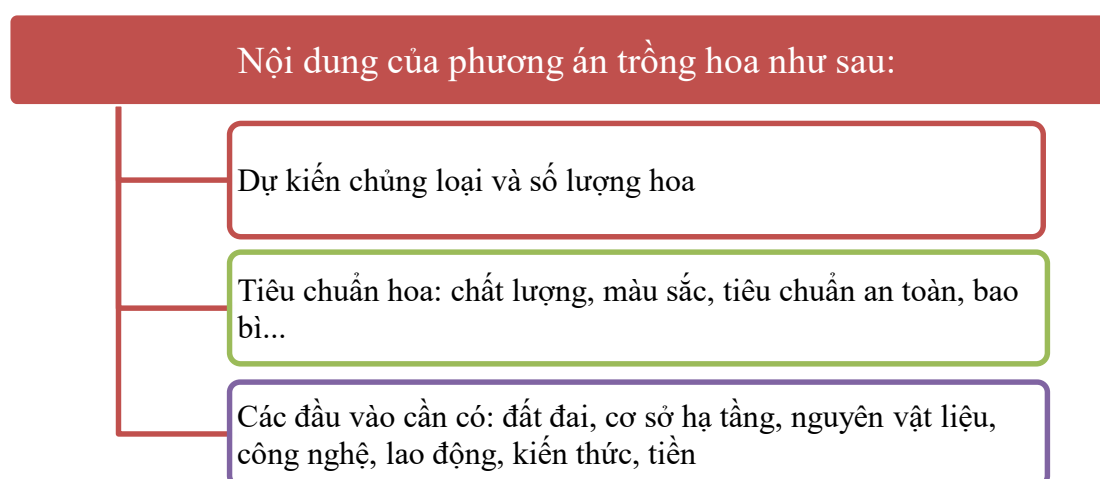 Nội dung của phương án trồng hoa như sau:
Dự kiến chủng loại và số lượng hoa
Tiêu chuẩn hoa: chất lượng, màu sắc, tiêu chuẩn an toàn, bao
bì...
Các đầu vào cần có: đất đai, cơ sở hạ tầng, nguyên vật liệu,
công nghệ, lao động, kiến thức, tiền